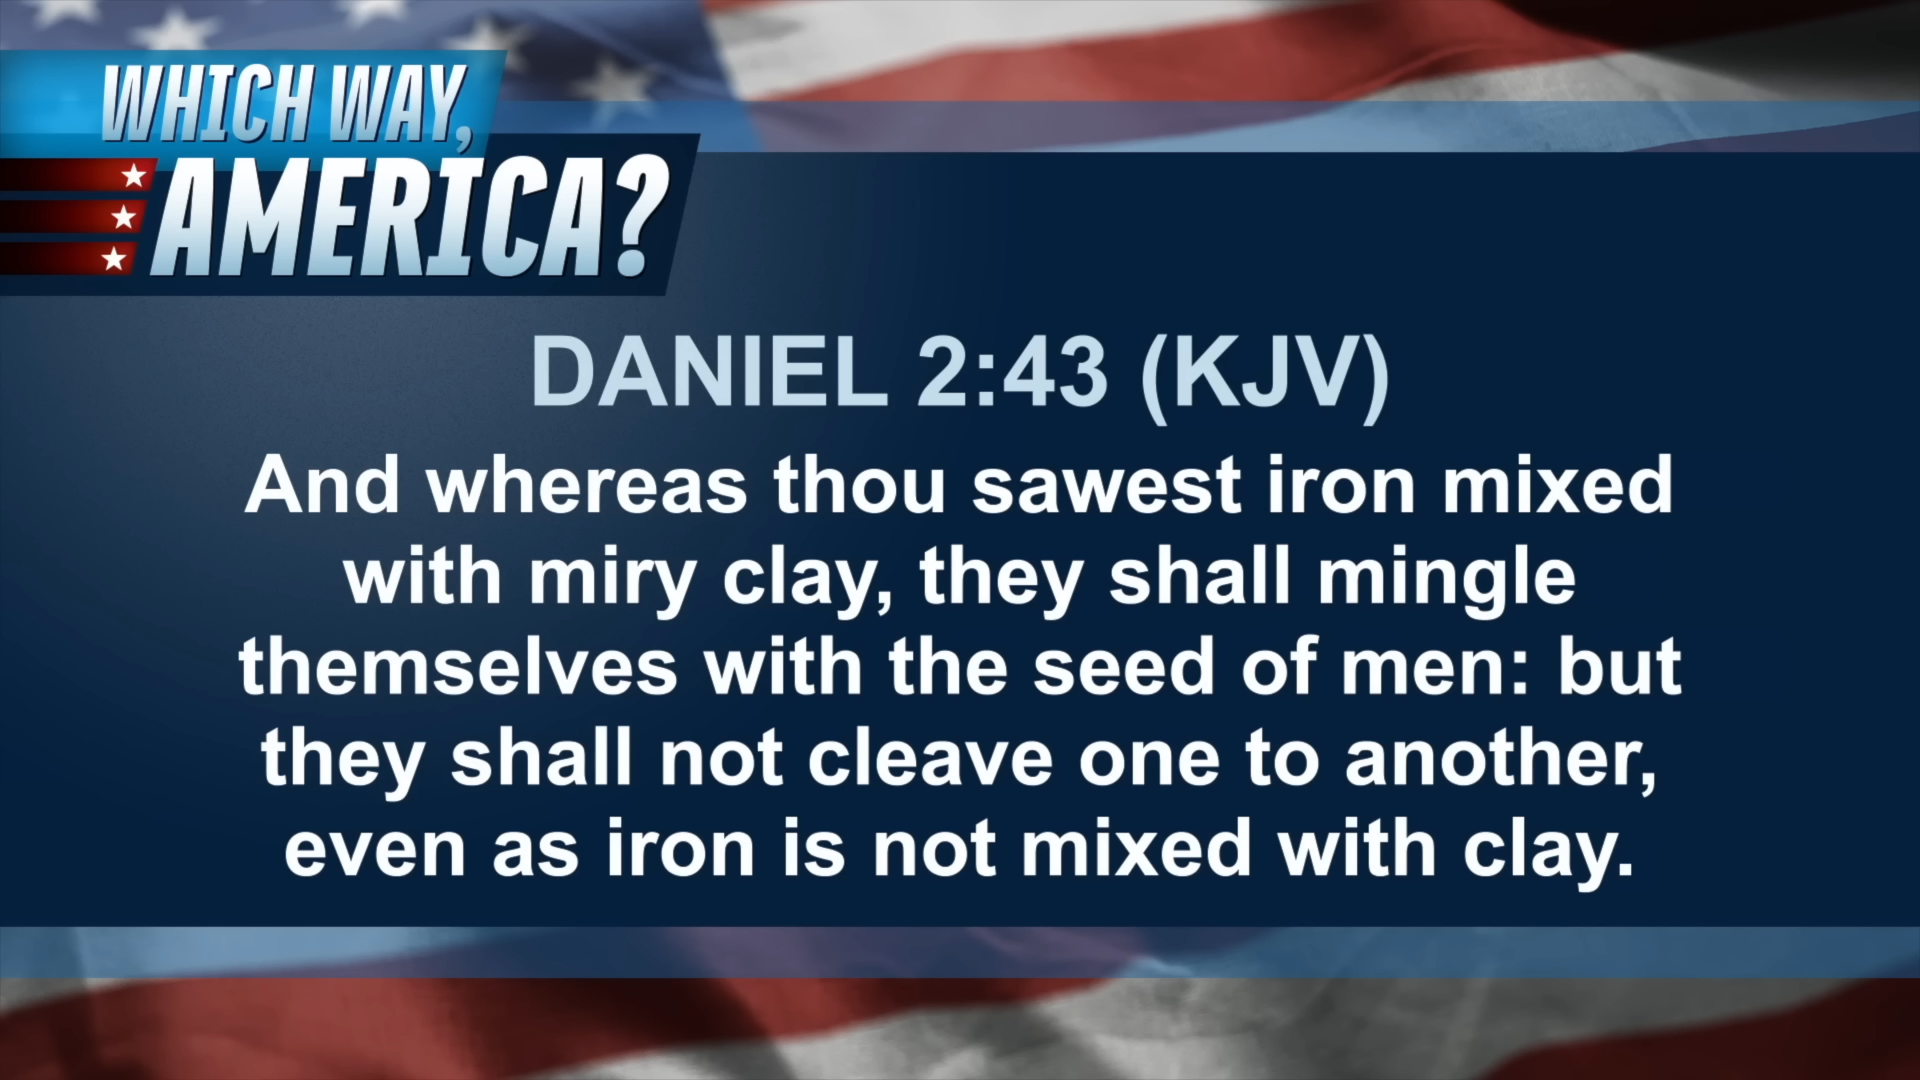 WHICH WAY,
AMERICA?
DANIEL 2:43 (KJV)
And whereas thou sawest iron mixed
with miry clay, they shall mingle
themselves with the seed of men: but
they shall not cleave one to another,
even as iron is not mixed with clay.